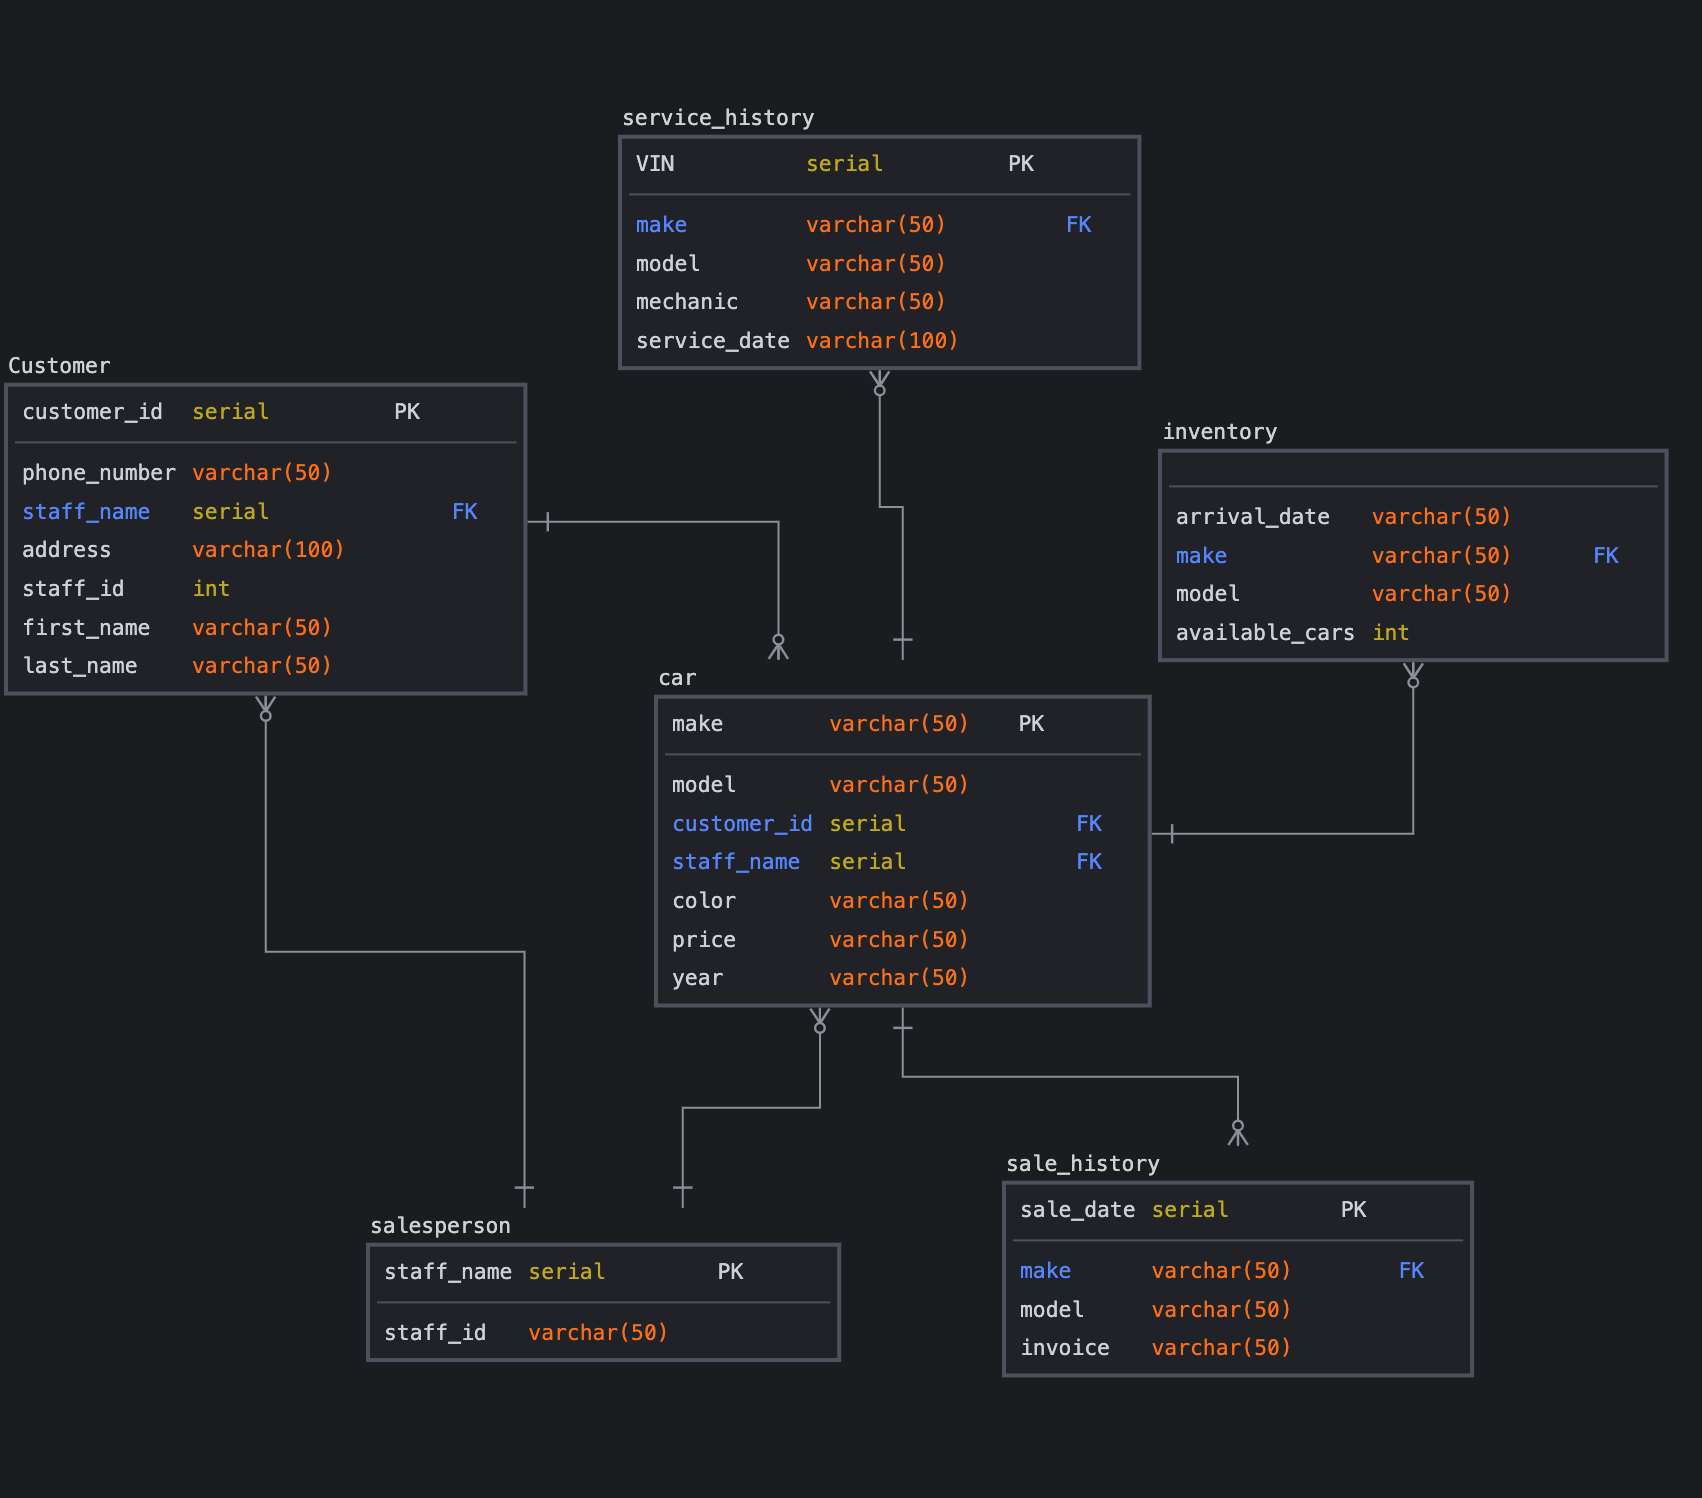 service_history
VIN serial PK
make varchar(50) FK
model varchar(50)
mechanic varchar(50)
service_date varchar(100)
Customer
customer_id serial PK
phone_number varchar(50)
staff_name serial FK
address varchar(100)
staff_id int
first_name varchar(50)
last_name varchar(50)
inventory
arrival_date varchar(50)
make varchar(50) FK
model varchar(50)
available_cars int
car
make varchar(50) PK
model varchar(50)
customer_id serial FK
staff_name serial FK
color varchar(50)
price varchar(50)
year varchar(50)
salesperson
staff_name serial PK
staff_id varchar(50)
sale_history
sale_date serial PK
make varchar(50) FK
model varchar(50)
invoice varchar(50)